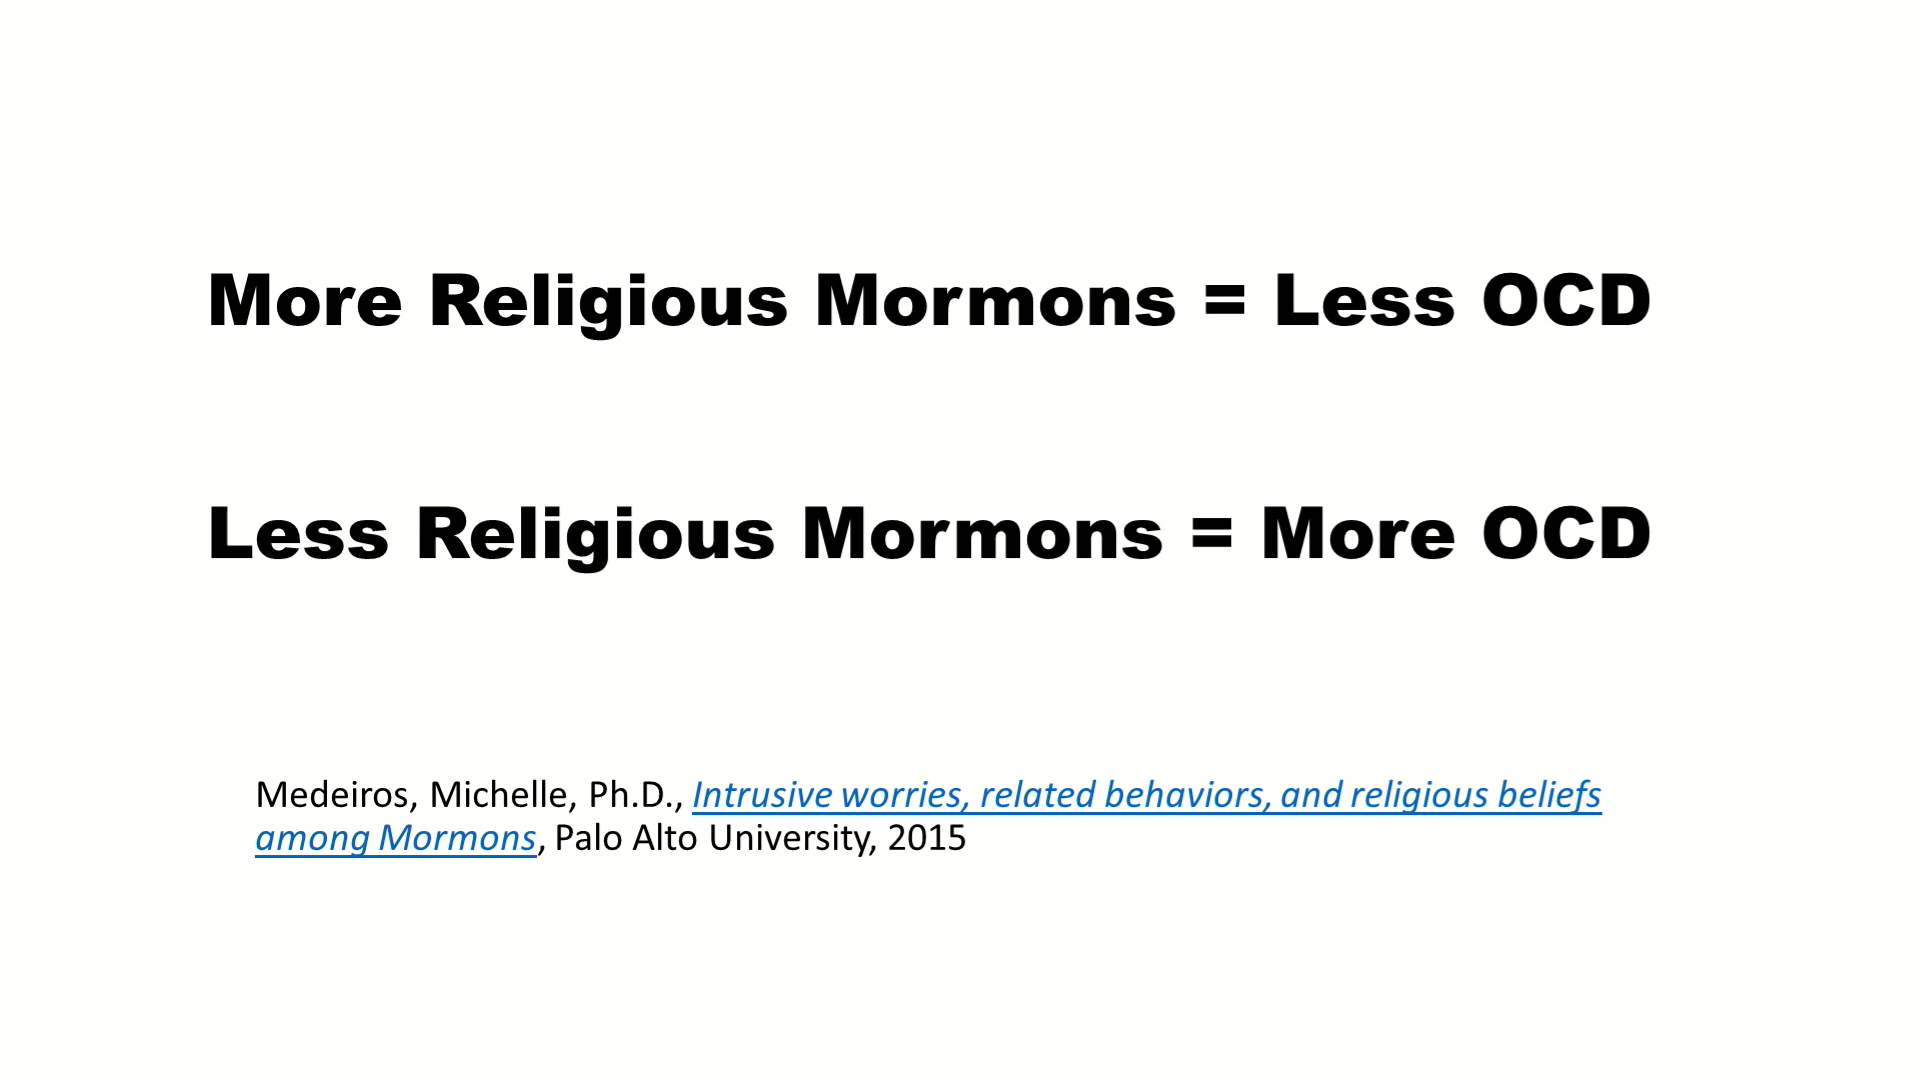 More Religious Mormons = Less OCD
Less Religious Mormons = More OCD
Medeiros, Michelle, Ph.D., Intrusive worries, related behaviors, and religious beliefs
among Mormons, Palo Alto University, 2015